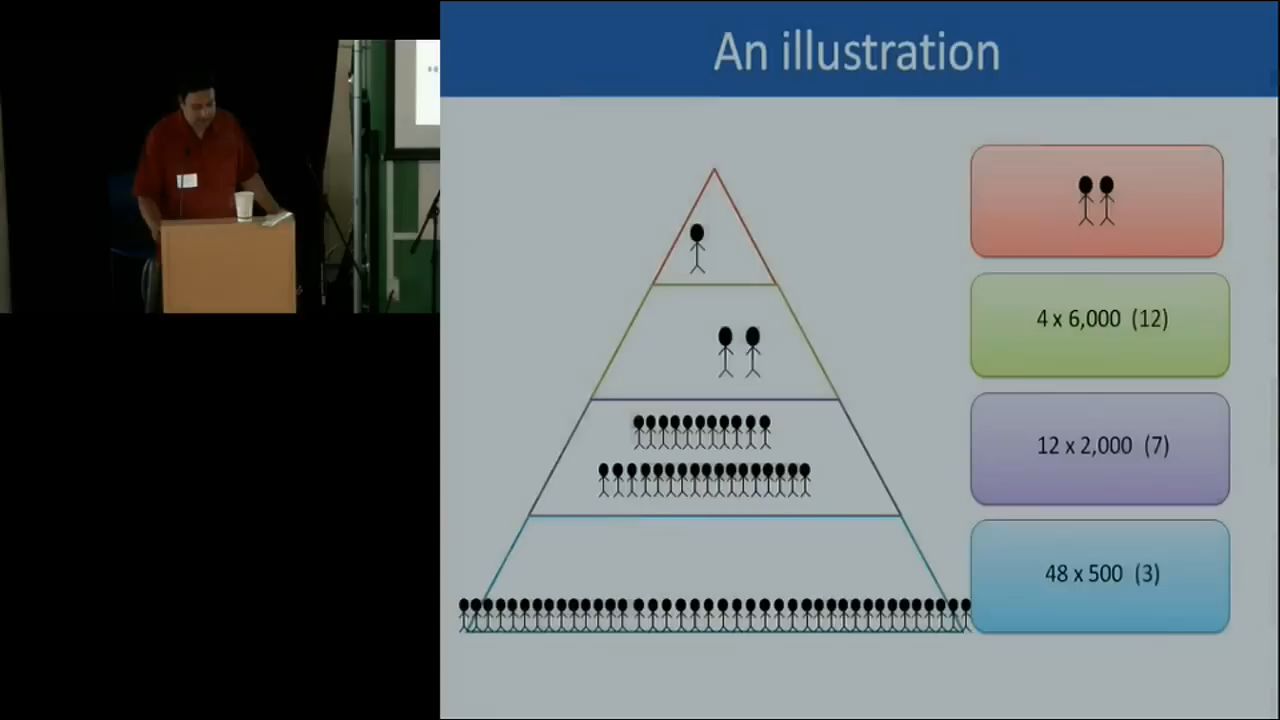 An illustration
4 x 6,000 (12)
12 x 2,000 (7)
48 x 500 (3)